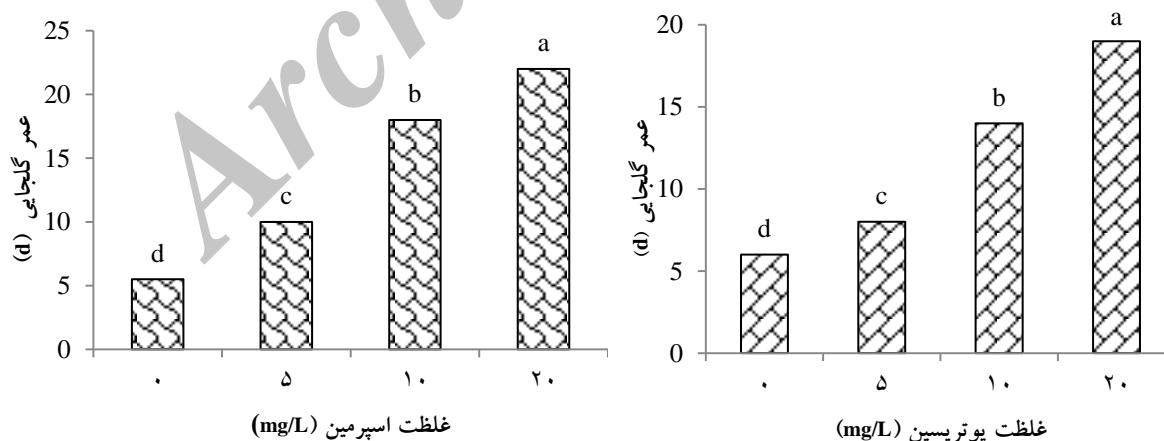 Arch
25
20
15
10
5
0
عمر گلجایی (d)
d
c
b
a
۰
۵
۱۰
۲۰
غلظت اسپرمین (mg/L)
20
15
10
5
0
عمر گلجایی (d)
d
c
b
a
۰
۵
۱۰
۲۰
غلظت پوتریسین (mg/L)